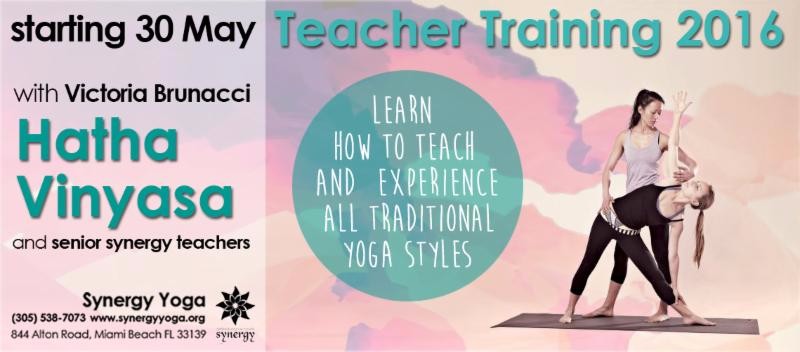 starting 30 May
Teacher Training 2016
with Victoria Brunacci
Hatha
Vinyasa
and senior synergy teachers
LEARN
HOW TO TEACH
AND EXPERIENCE
ALL TRADITIONAL
YOGA STYLES
Synergy Yoga
(305) 538-7073 www.synergyyoga.org
844 Alton Road, Miami Beach FL 33139
synergy